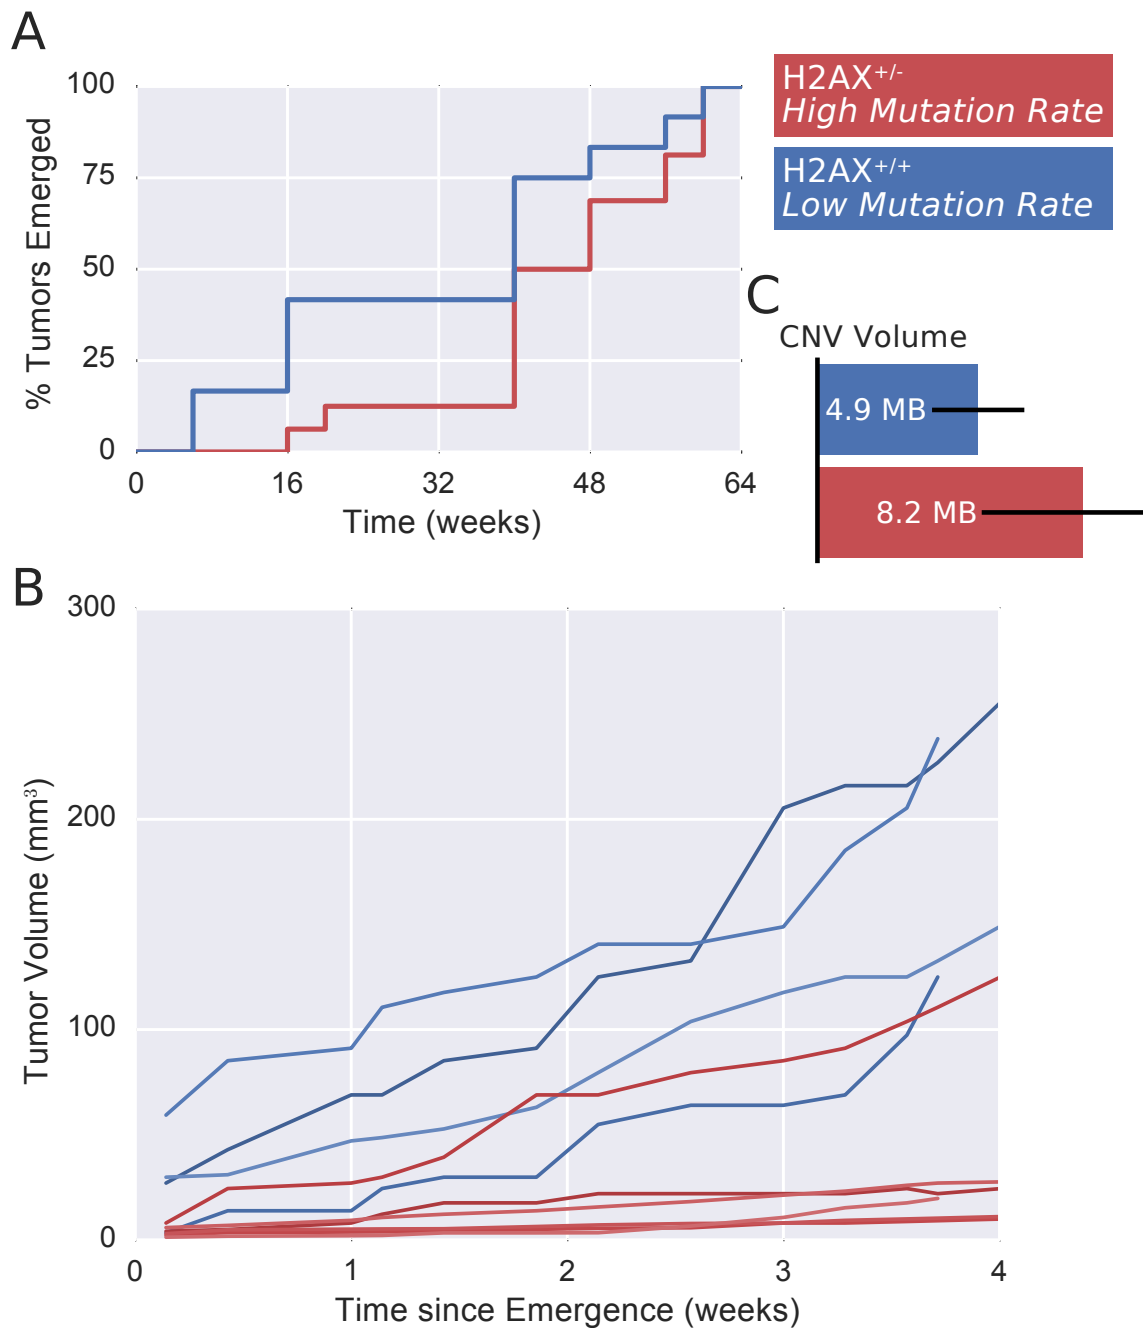 A
100
75
50
25
0
% Tumors Emerged
0 16 32 48 64
Time (weeks)
H2AX+/-
High Mutation Rate
H2AX+/+
Low Mutation Rate
C
CNV Volume
4.9 MB
8.2 MB
B
300
200
100
0
Tumor Volume (mm³)
0 1 2 3 4
Time since Emergence (weeks)